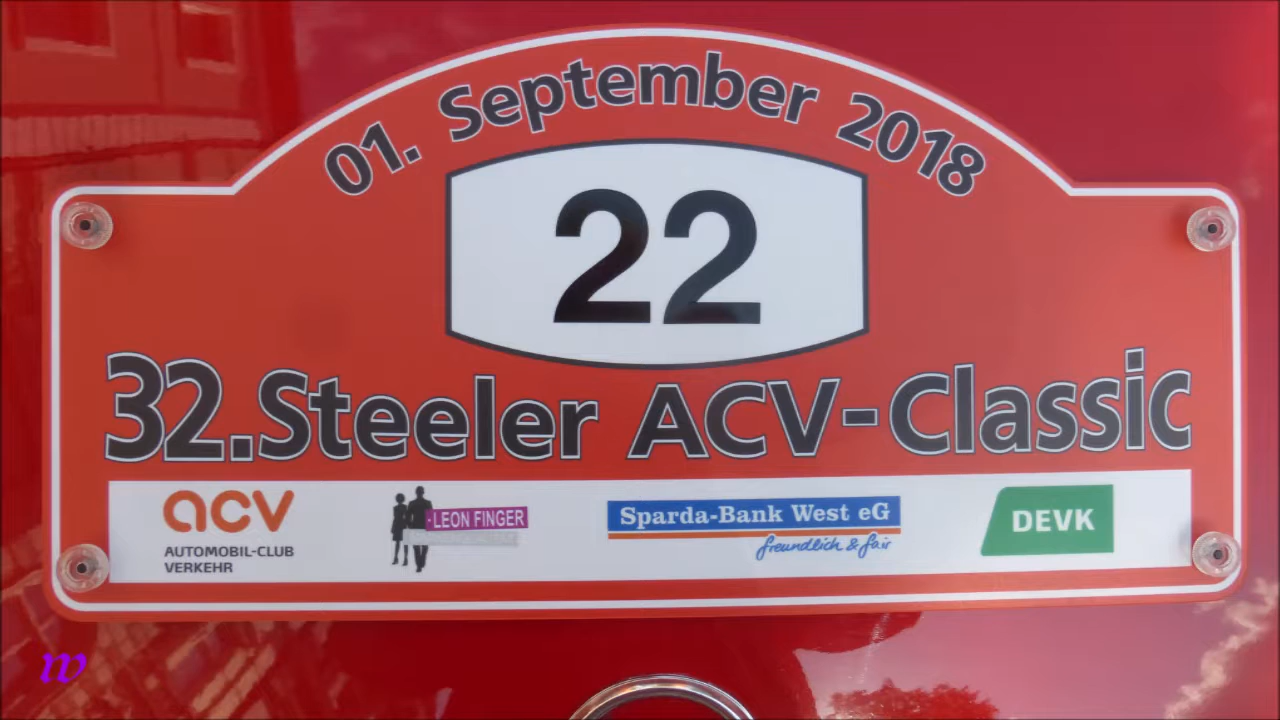 01. September 2018
22
32.Steeler ACV-Classic
acv
AUTOMOBIL-CLUB
VERKEHR
LEON FINGER
Sparda-Bank West eG
freundlich & fair
DEVK
w